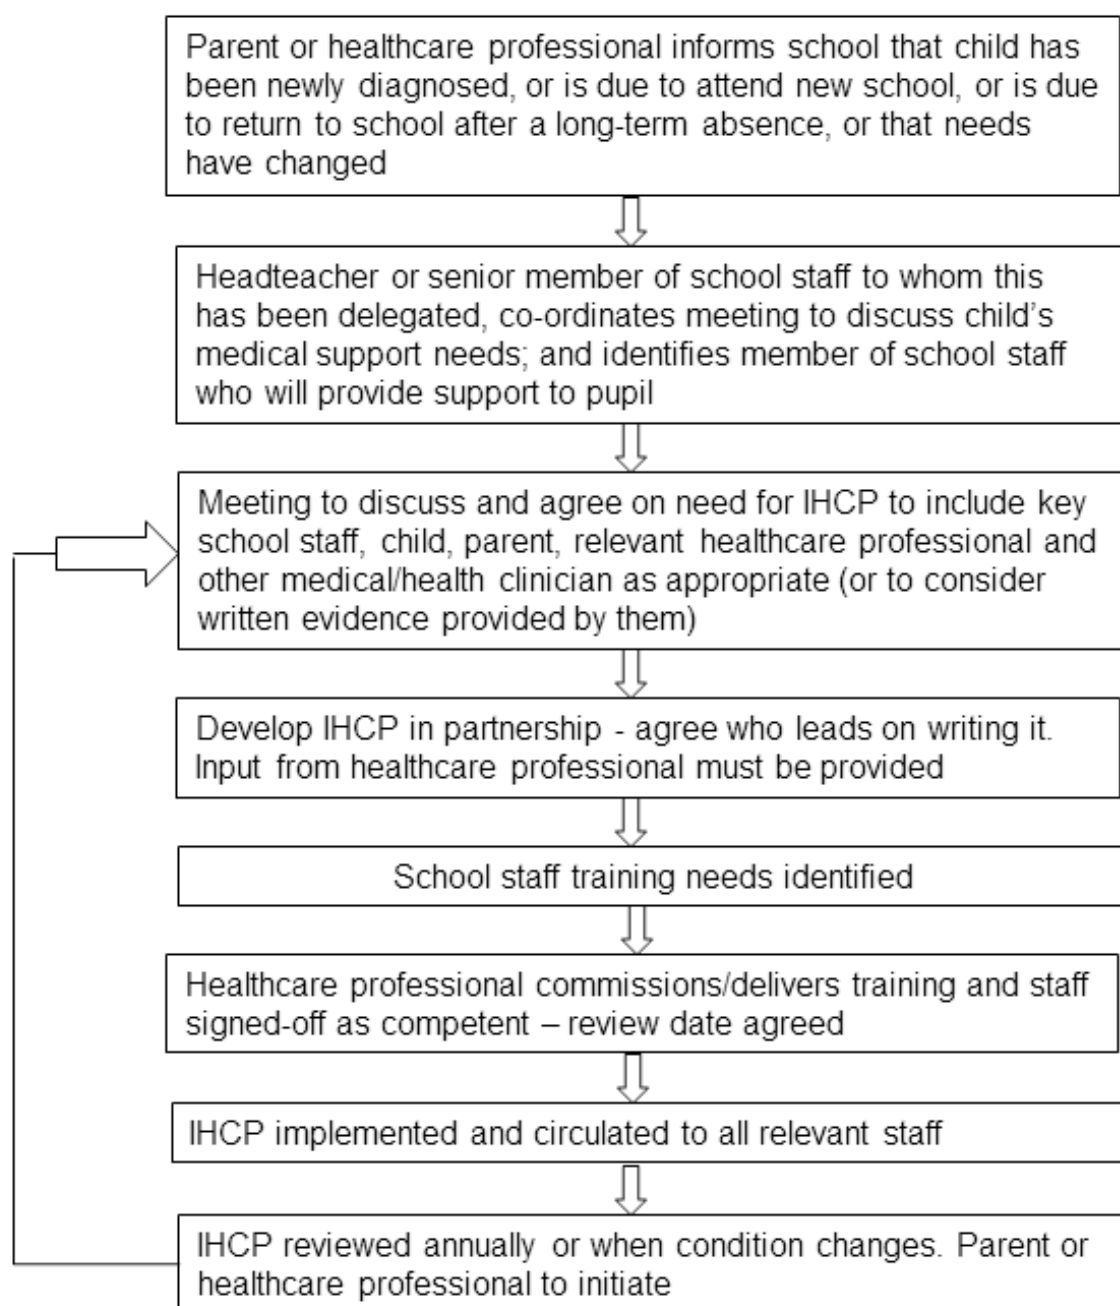 Parent or healthcare professional informs school that child has
been newly diagnosed, or is due to attend new school, or is due
to return to school after a long-term absence, or that needs
have changed
Headteacher or senior member of school staff to whom this
has been delegated, co-ordinates meeting to discuss child's
medical support needs; and identifies member of school staff
who will provide support to pupil
Meeting to discuss and agree on need for IHCP to include key
school staff, child, parent, relevant healthcare professional and
other medical/health clinician as appropriate (or to consider
written evidence provided by them)
Develop IHCP in partnership - agree who leads on writing it.
Input from healthcare professional must be provided
School staff training needs identified
Healthcare professional commissions/delivers training and staff
signed-off as competent – review date agreed
IHCP implemented and circulated to all relevant staff
IHCP reviewed annually or when condition changes. Parent or
healthcare professional to initiate